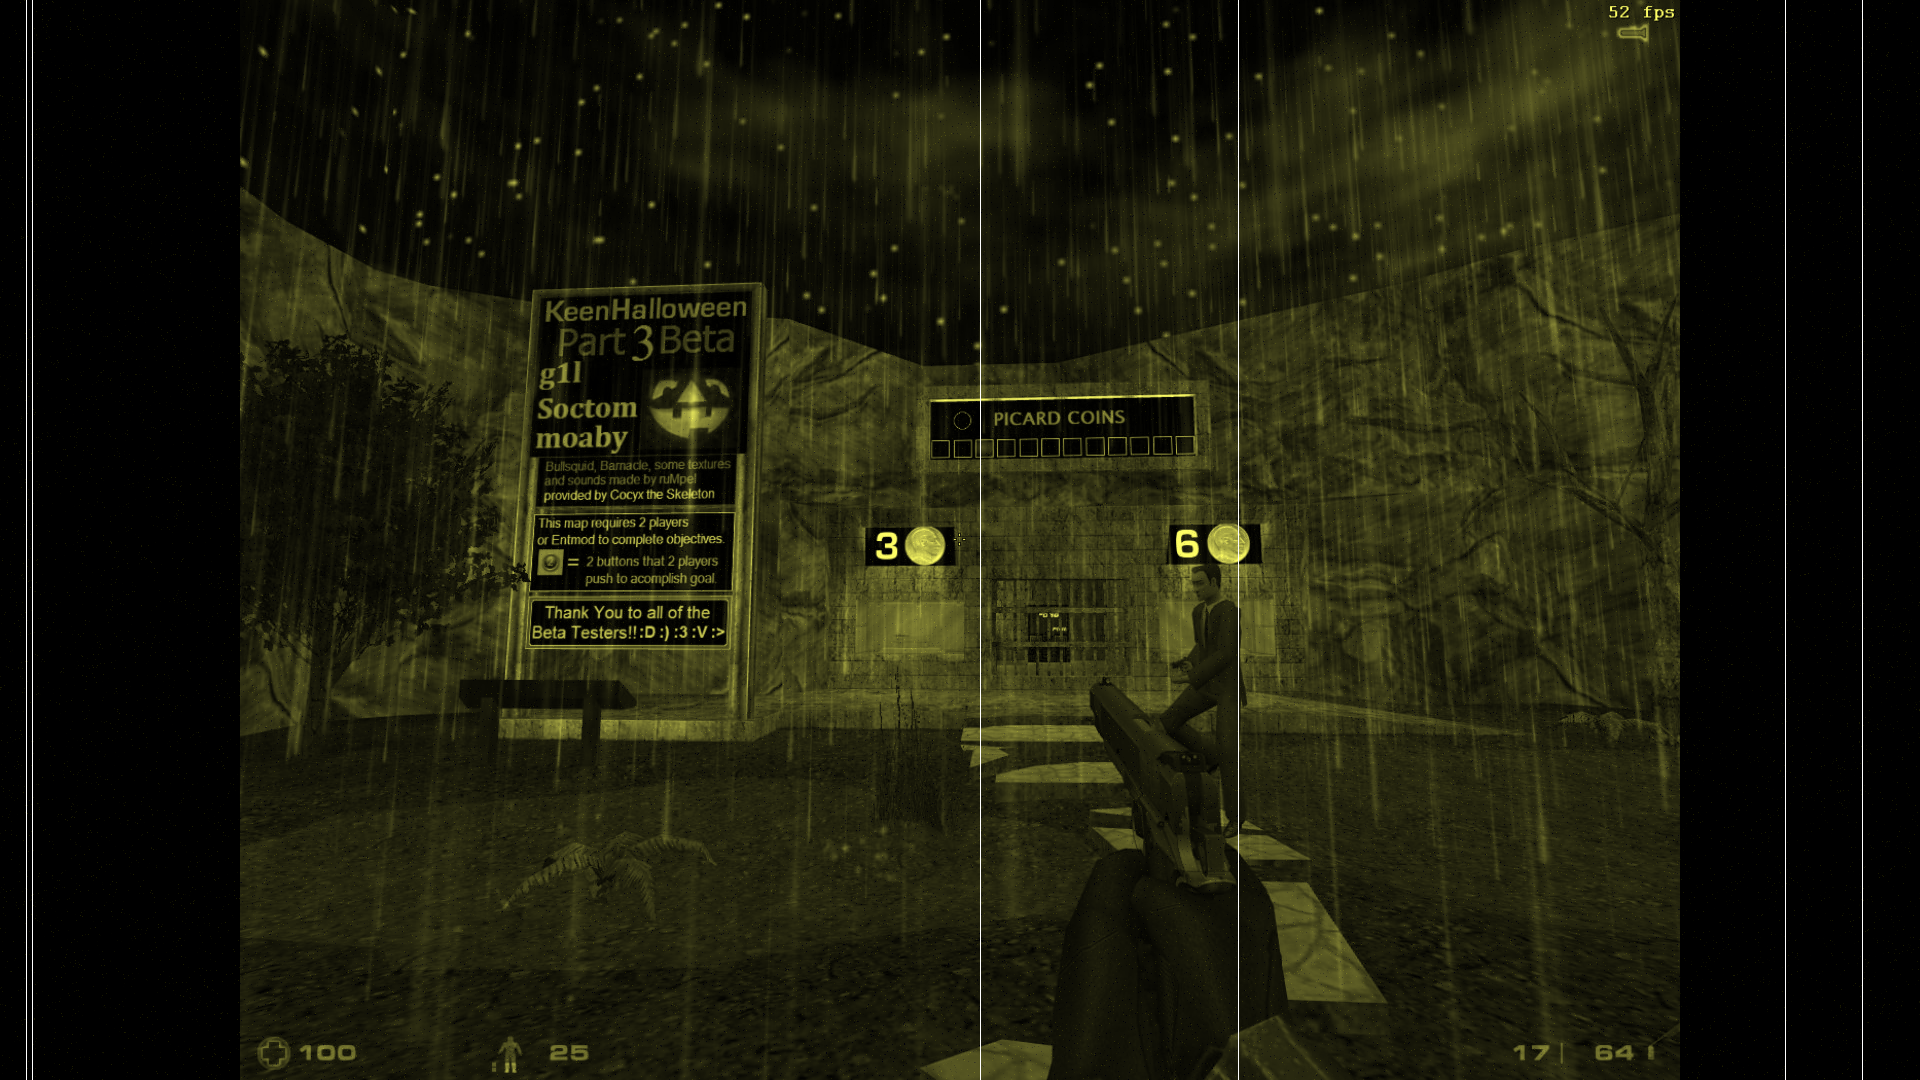 52 fps
KeenHalloween
Part 3 Beta
g1l
Soctom
moaby
Bullsquid, Barnacle, some textures
and sounds made by ruMpel
provided by Cocyx the Skeleton
This map requires 2 players
or Entmod to complete objectives.
= 2 buttons that 2 players
push to acomplish goal.
Thank You to all of the
Beta Testers!!:D :) :3 :V :>
PICARD COINS
3
6
100
25
17| 64